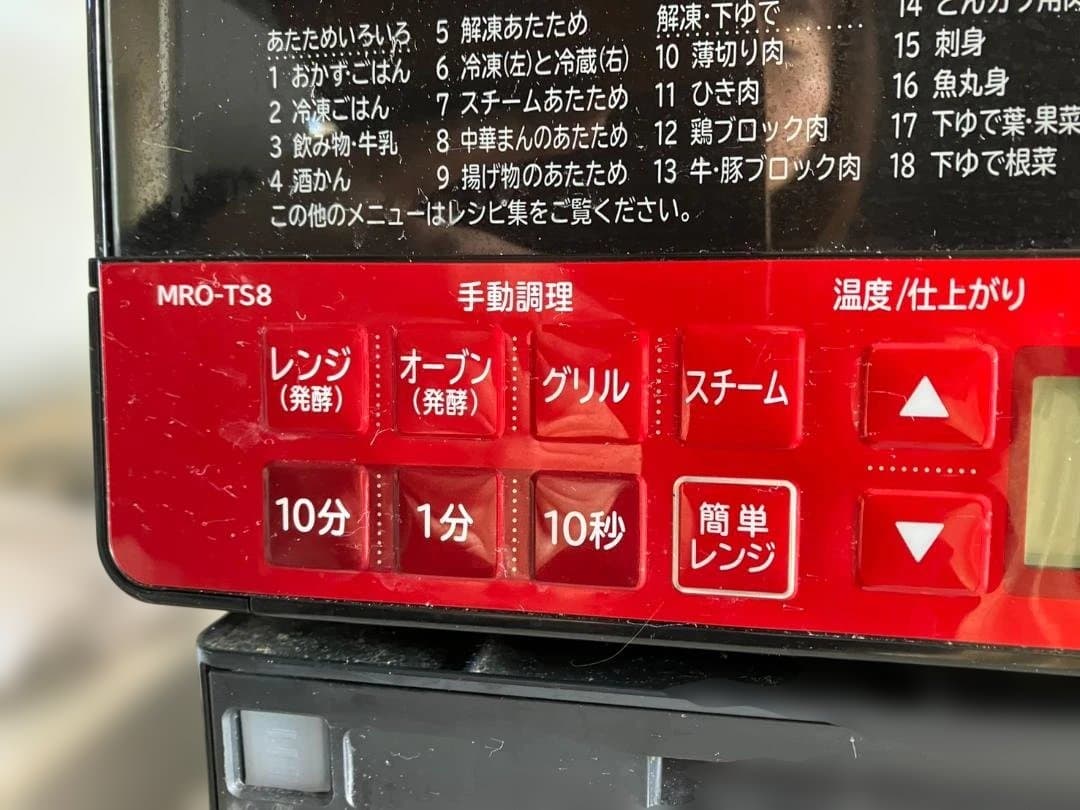 あたためいろいろ
1 おかず・ごはん
2 冷凍ごはん
3 飲み物・牛乳
4 酒かん
5 解凍あたため
6 冷凍(左)と冷蔵(右)
7 スチームあたため
8 中華まんのあたため
9 揚げ物のあたため
解凍・下ゆで
10 薄切り肉
11 ひき肉
12 鶏ブロック肉
13 牛・豚ブロック肉
14 とんカツ用肉
15 刺身
16 魚丸身
17 下ゆで葉・果菜
18 下ゆで根菜
この他のメニューはレシピ集をご覧ください。
MRO-TS8
手動調理
温度/仕上がり
レンジ
(発酵)
オーブン
(発酵)
グリル
スチーム
10分
1分
10秒
簡単
レンジ